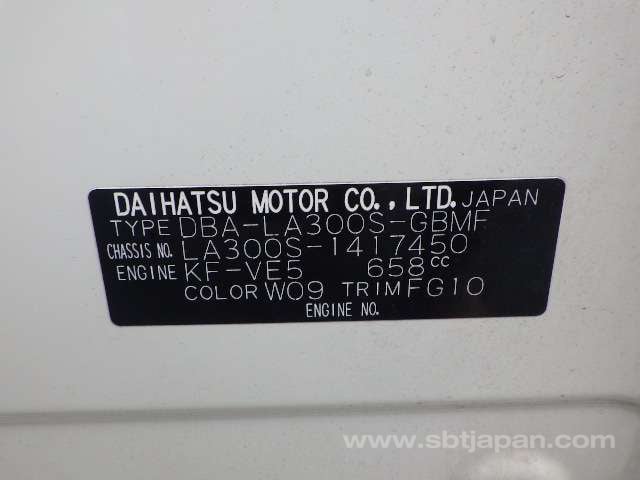 DAIHATSU MOTOR CO., LTD. JAPAN
TYPE DBA-LA300S-GBMF
CHASSIS NO. LA300S-1417450
ENGINE KF-VE5 658cc
COLOR W09 TRIM FG10
ENGINE NO.
www.sbtjapan.com